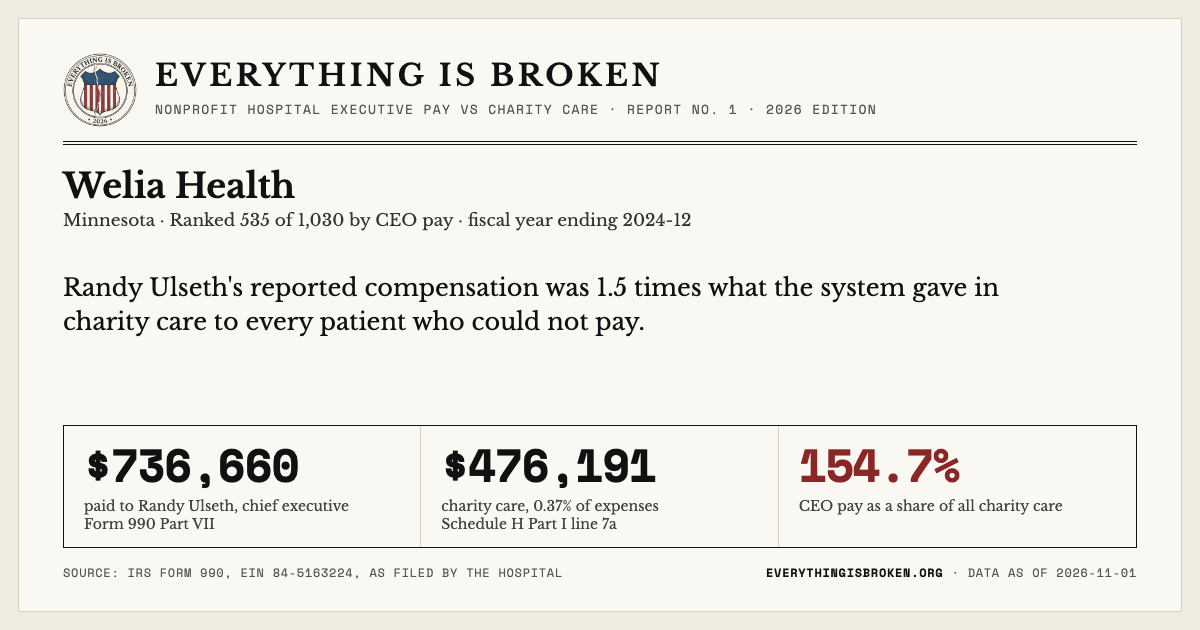 EVERYTHING IS BROKEN
2026
EVERYTHING IS BROKEN
NONPROFIT HOSPITAL EXECUTIVE PAY VS CHARITY CARE · REPORT NO. 1 · 2026 EDITION
Welia Health
Minnesota · Ranked 535 of 1,030 by CEO pay · fiscal year ending 2024-12
Randy Ulseth's reported compensation was 1.5 times what the system gave in
charity care to every patient who could not pay.
$736,660
paid to Randy Ulseth, chief executive
Form 990 Part VII
$476,191
charity care, 0.37% of expenses
Schedule H Part I line 7a
154.7%
CEO pay as a share of all charity care
SOURCE: IRS FORM 990, EIN 84-5163224, AS FILED BY THE HOSPITAL
EVERYTHINGISBROKEN.ORG · DATA AS OF 2026-11-01